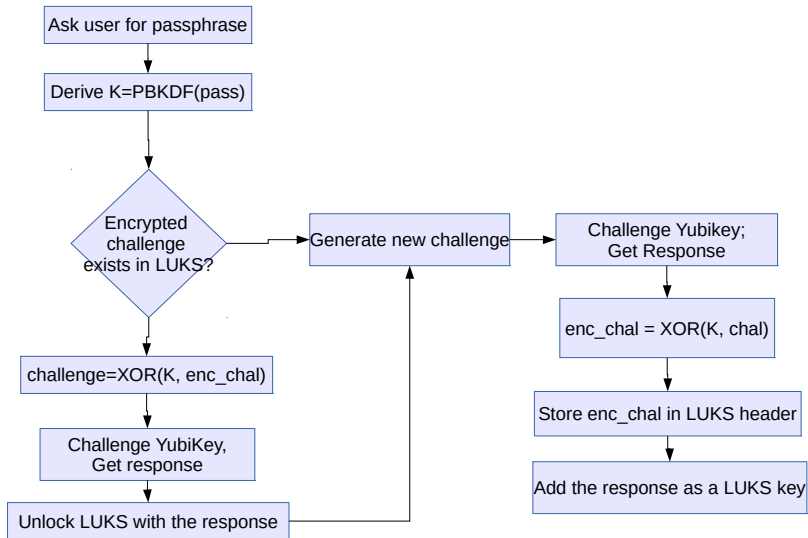 Ask user for passphrase
Derive K=PBKDF(pass)
Encrypted
challenge
exists in LUKS?
challenge=XOR(K, enc_chal)
Challenge YubiKey,
Get response
Unlock LUKS with the response
Generate new challenge
Challenge Yubikey;
Get Response
enc_chal = XOR(K, chal)
Store enc_chal in LUKS header
Add the response as a LUKS key